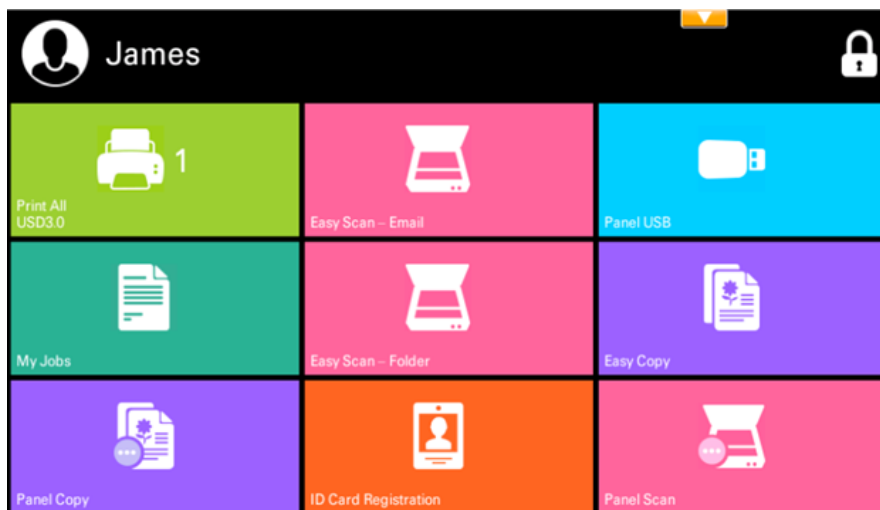 James
1
Print All
USD3.0
Easy Scan – Email
Panel USB
My Jobs
Easy Scan – Folder
Easy Copy
Panel Copy
ID Card Registration
Panel Scan